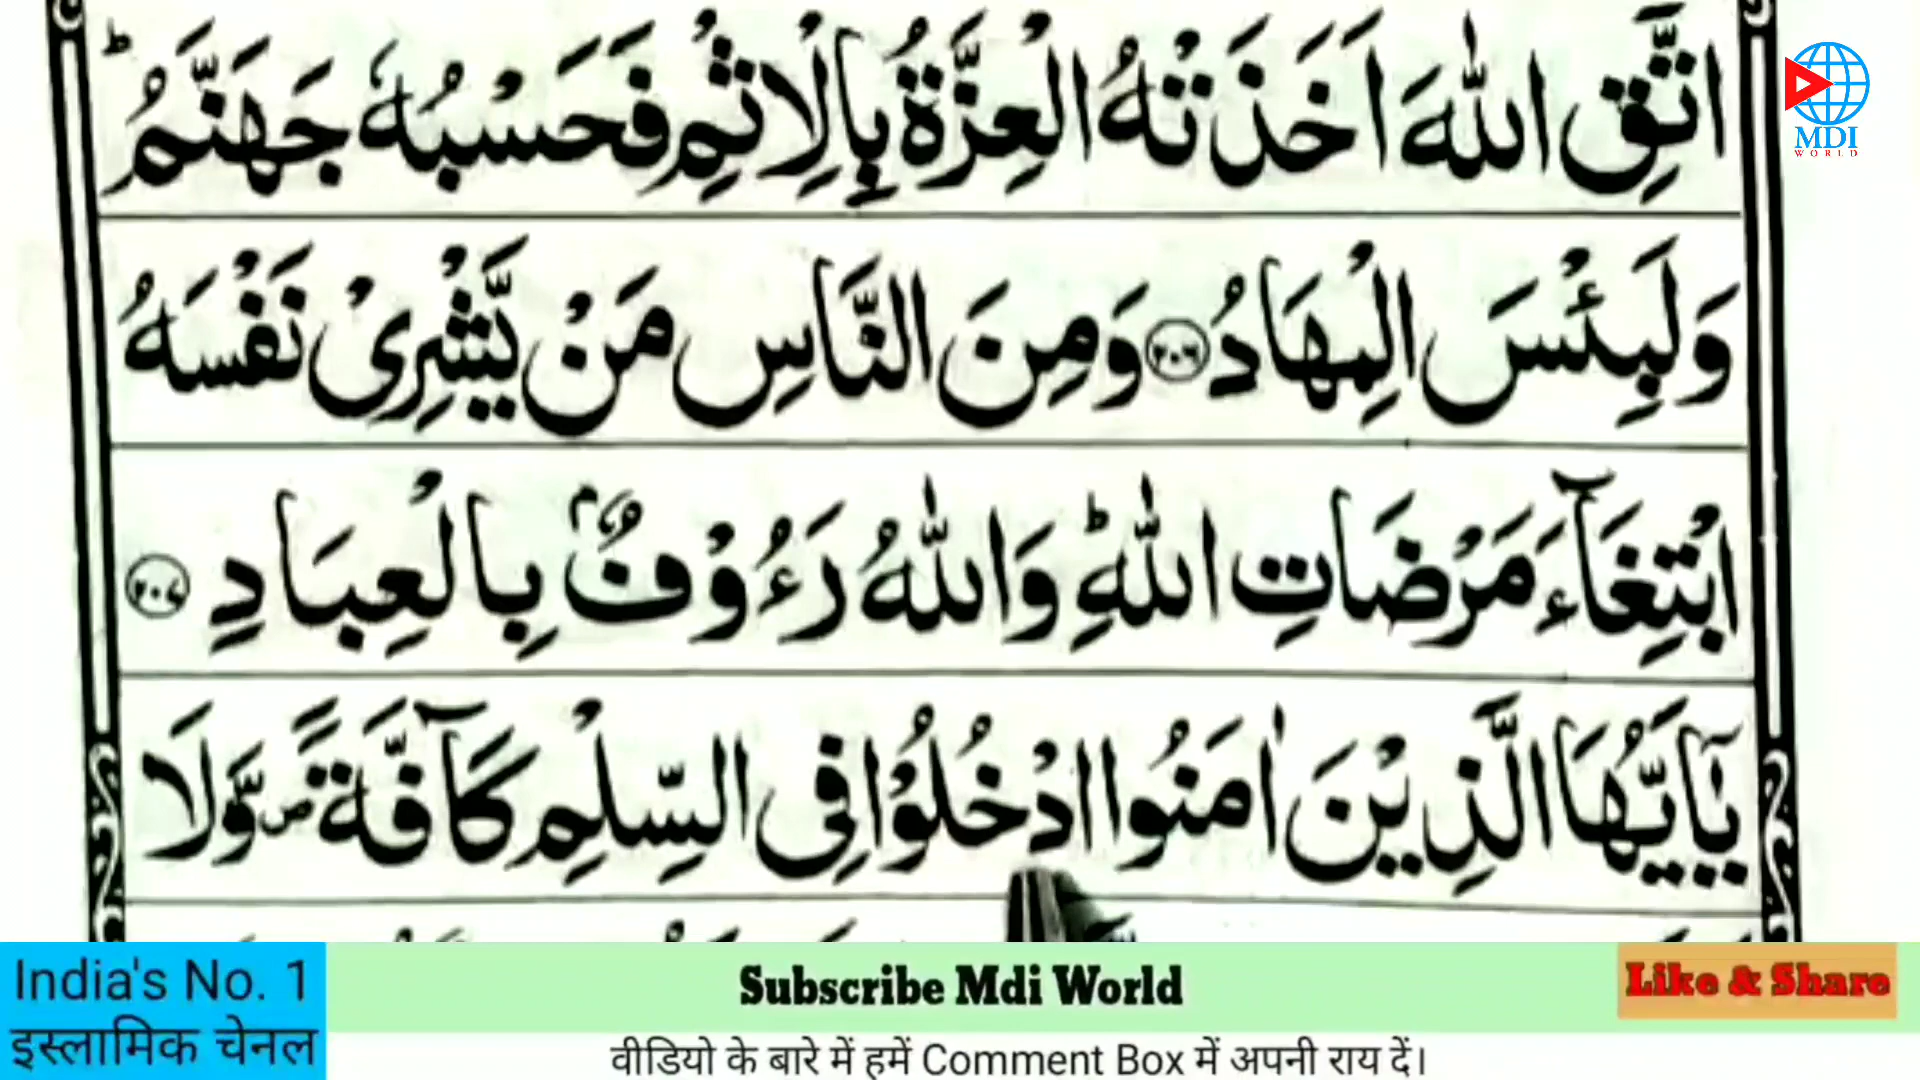 اتَّقِ اللّٰهَ اَخَذَتْهُ الْعِزَّةُ بِالْاِثْمِ فَحَسْبُهٗ جَهَنَّمُ ؕ
وَلَبِئْسَ الْمِهَادُ ﴿۲۰۶﴾ وَمِنَ النَّاسِ مَنْ يَّشْرِیْ نَفْسَهُ
ابْتِغَآءَ مَرْضَاتِ اللّٰهِ ؕ وَاللّٰهُ رَءُوْفٌۢ بِالْعِبَادِ ﴿۲۰۷﴾
يٰۤاَيُّهَا الَّذِيْنَ اٰمَنُوا ادْخُلُوْا فِی السِّلْمِ كَآفَّةً ۪ وَّلَا
MDI
WORLD
India's No. 1
इस्लामिक चेनल
Subscribe Mdi World
Like & Share
वीडियो के बारे में हमें Comment Box में अपनी राय दें।